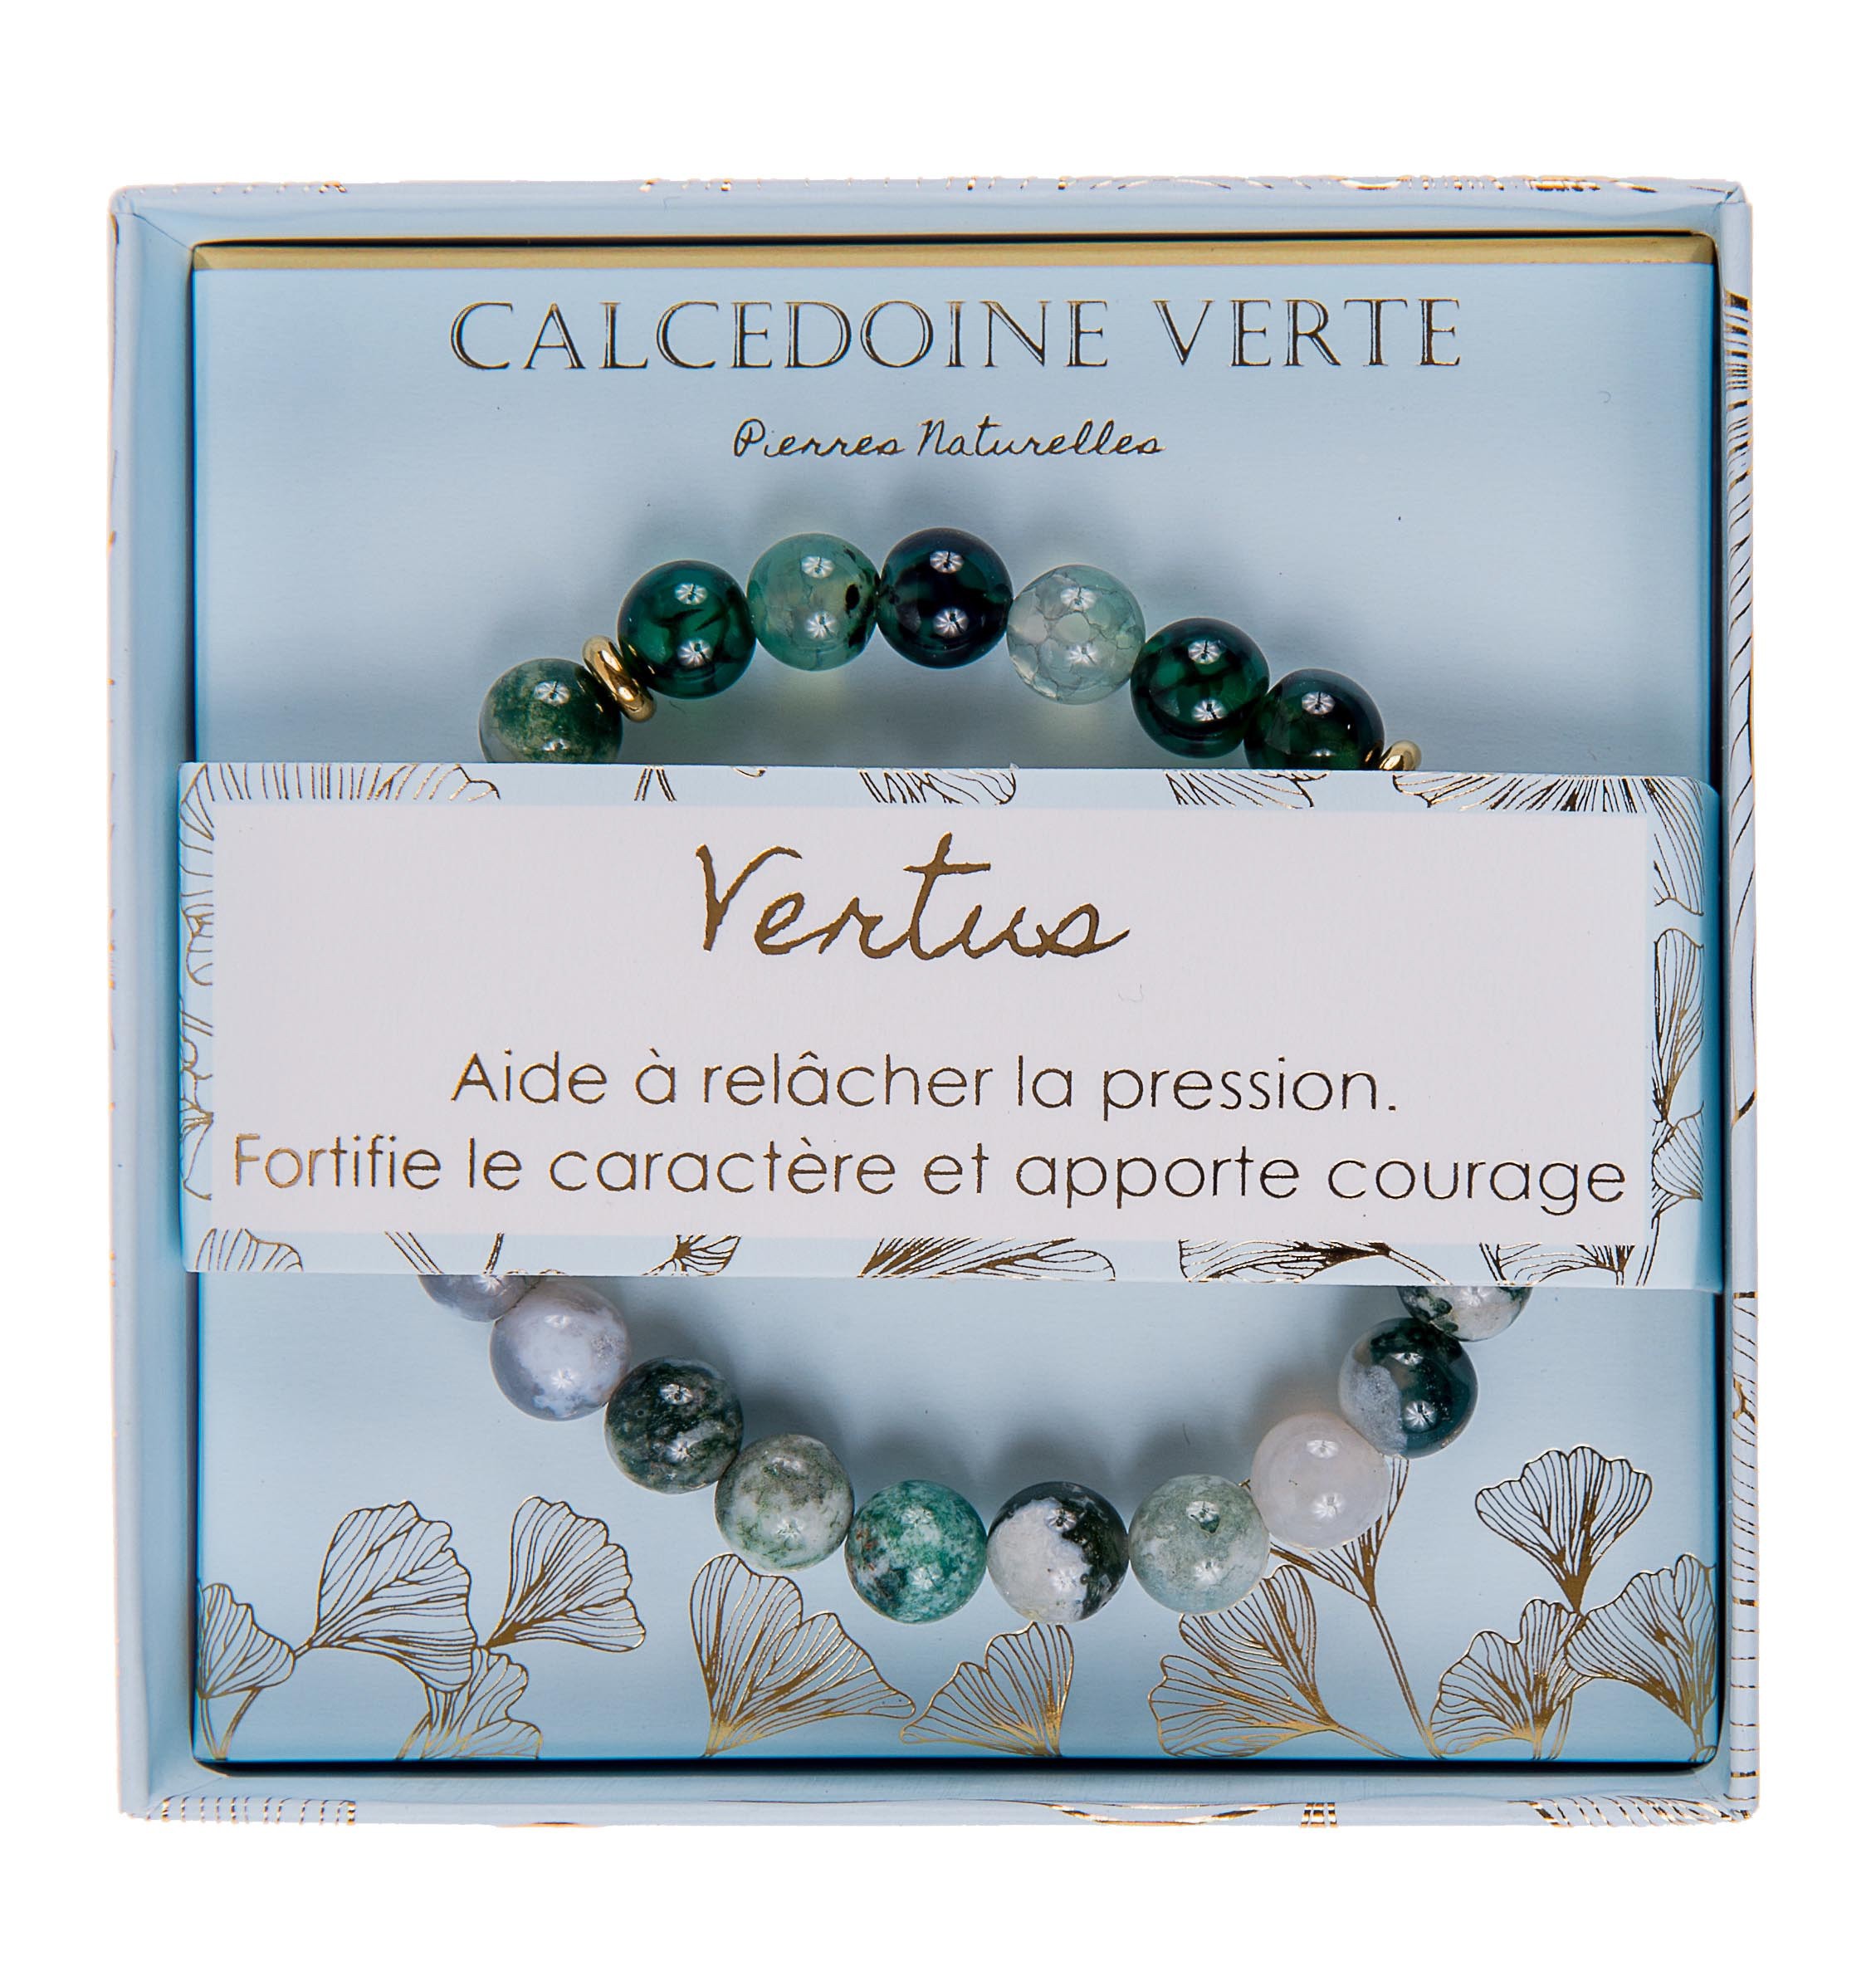 CALCEDOINE VERTE
Pierres Naturelles
Vertus
Aide à relâcher la pression.
Fortifie le caractère et apporte courage